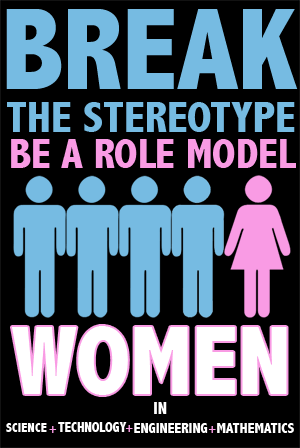 BREAK
THE STEREOTYPE
BE A ROLE MODEL
WOMEN
IN
SCIENCE + TECHNOLOGY + ENGINEERING + MATHEMATICS